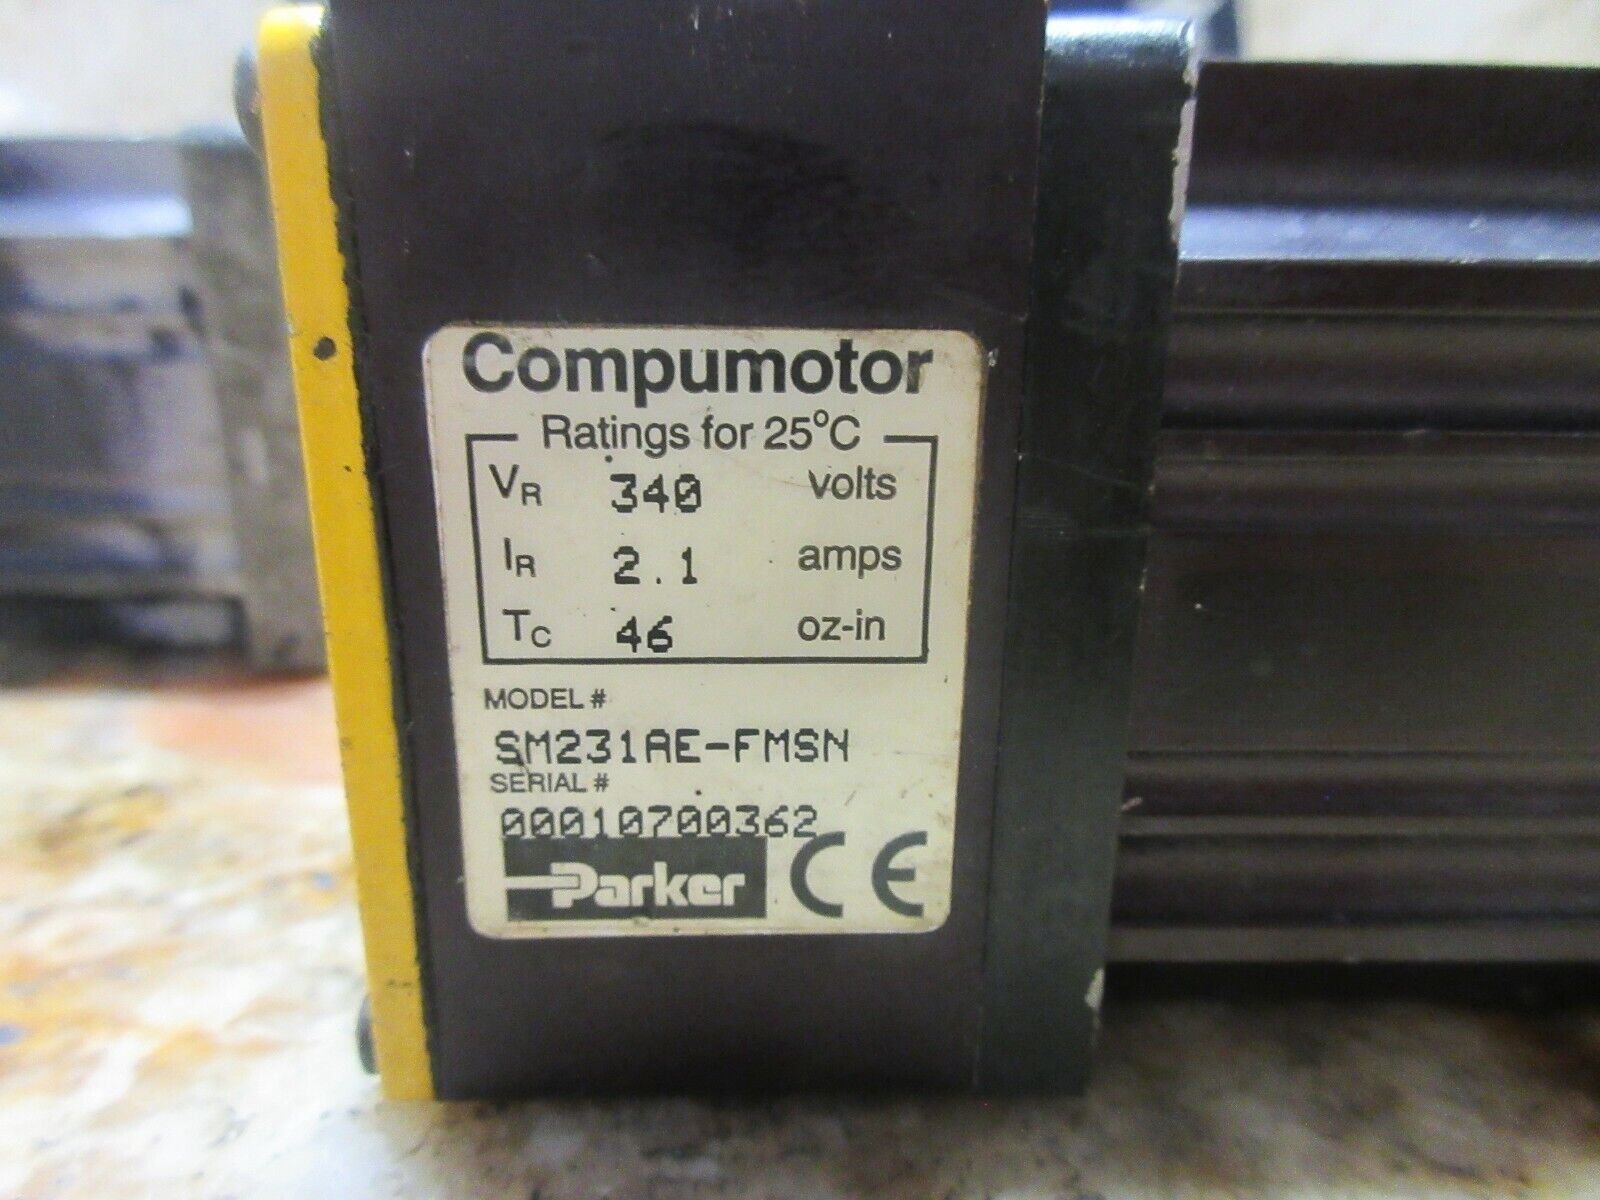 Compumotor
Ratings for 25°C
VR 340 volts
IR 2.1 amps
TC 46 oz-in
MODEL #
SM231AE-FMSN
SERIAL #
00010700362
Parker CE